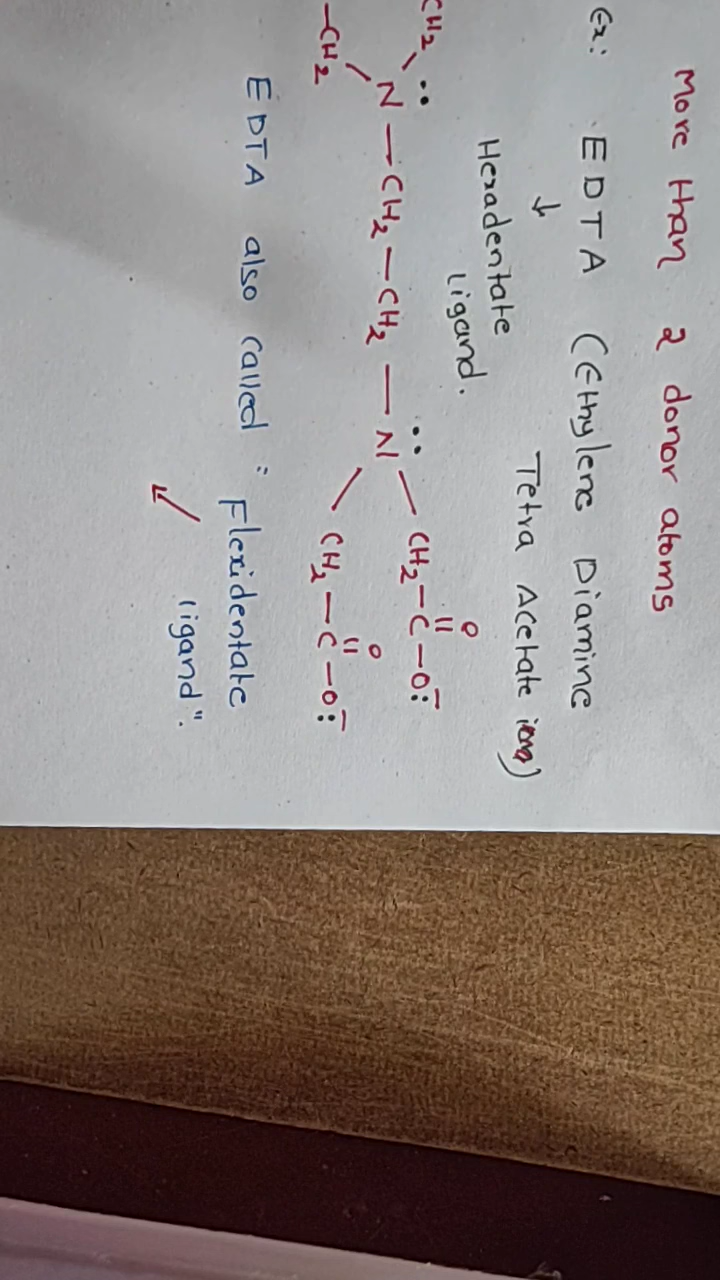 More than 2 donor atoms
Ex: EDTA (Ethylene Diamine
↓ Tetra Acetate ion)
Hexadentate
ligand.
CH₂ CH₂–C–O⁻
O
N–CH₂–CH₂–N
–CH₂ CH₂–C–O⁻
O
EDTA also called "Flexidentate
ligand".